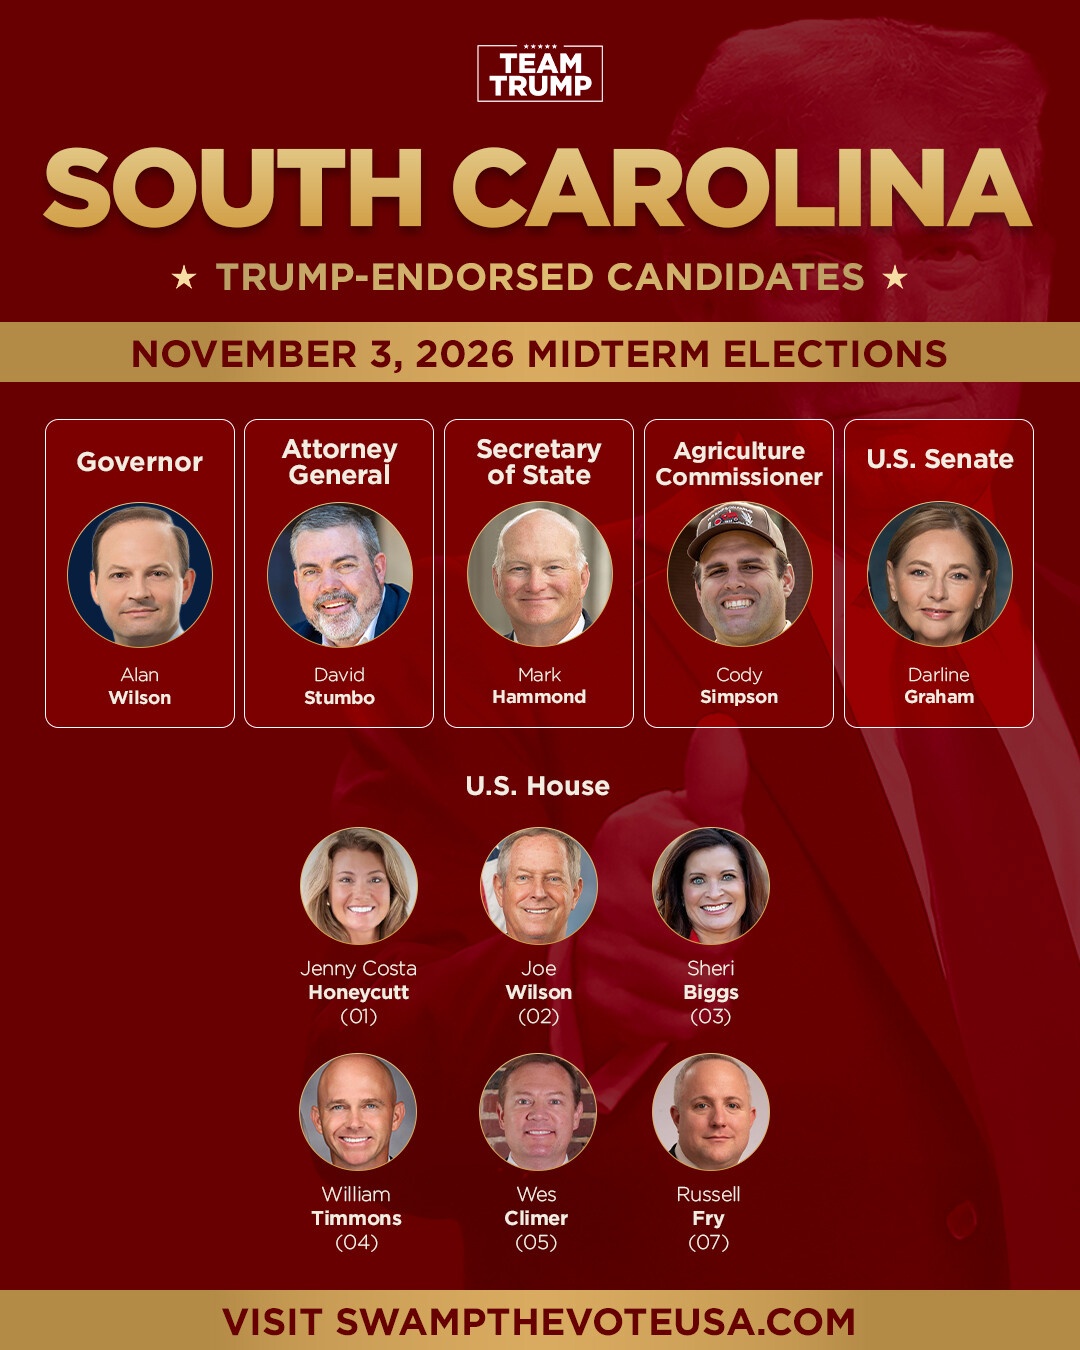 TEAM
TRUMP
SOUTH CAROLINA
★ TRUMP-ENDORSED CANDIDATES ★
NOVEMBER 3, 2026 MIDTERM ELECTIONS
Governor
Alan
Wilson
Attorney
General
David
Stumbo
Secretary
of State
Mark
Hammond
Agriculture
Commissioner
Cody
Simpson
U.S. Senate
Darline
Graham
U.S. House
Jenny Costa
Honeycutt
(01)
Joe
Wilson
(02)
Sheri
Biggs
(03)
William
Timmons
(04)
Wes
Climer
(05)
Russell
Fry
(07)
VISIT SWAMPTHEVOTEUSA.COM